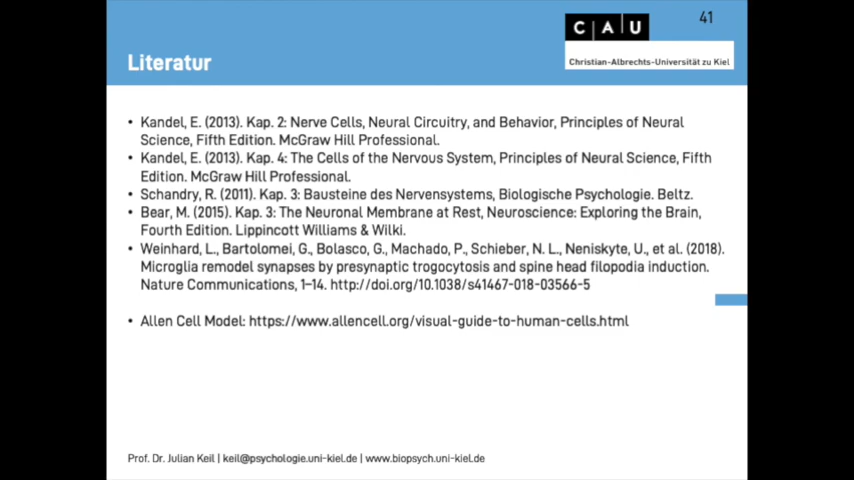 41
CAU
Christian-Albrechts-Universität zu Kiel
Literatur
• Kandel, E. (2013). Kap. 2: Nerve Cells, Neural Circuitry, and Behavior, Principles of Neural
Science, Fifth Edition. McGraw Hill Professional.
• Kandel, E. (2013). Kap. 4: The Cells of the Nervous System, Principles of Neural Science, Fifth
Edition. McGraw Hill Professional.
• Schandry, R. (2011). Kap. 3: Bausteine des Nervensystems, Biologische Psychologie. Beltz.
• Bear, M. (2015). Kap. 3: The Neuronal Membrane at Rest, Neuroscience: Exploring the Brain,
Fourth Edition. Lippincott Williams & Wilki.
• Weinhard, L., Bartolomei, G., Bolasco, G., Machado, P., Schieber, N. L., Neniskyte, U., et al. (2018).
Microglia remodel synapses by presynaptic trogocytosis and spine head filopodia induction.
Nature Communications, 1–14. http://doi.org/10.1038/s41467-018-03566-5
• Allen Cell Model: https://www.allencell.org/visual-guide-to-human-cells.html
Prof. Dr. Julian Keil | keil@psychologie.uni-kiel.de | www.biopsych.uni-kiel.de